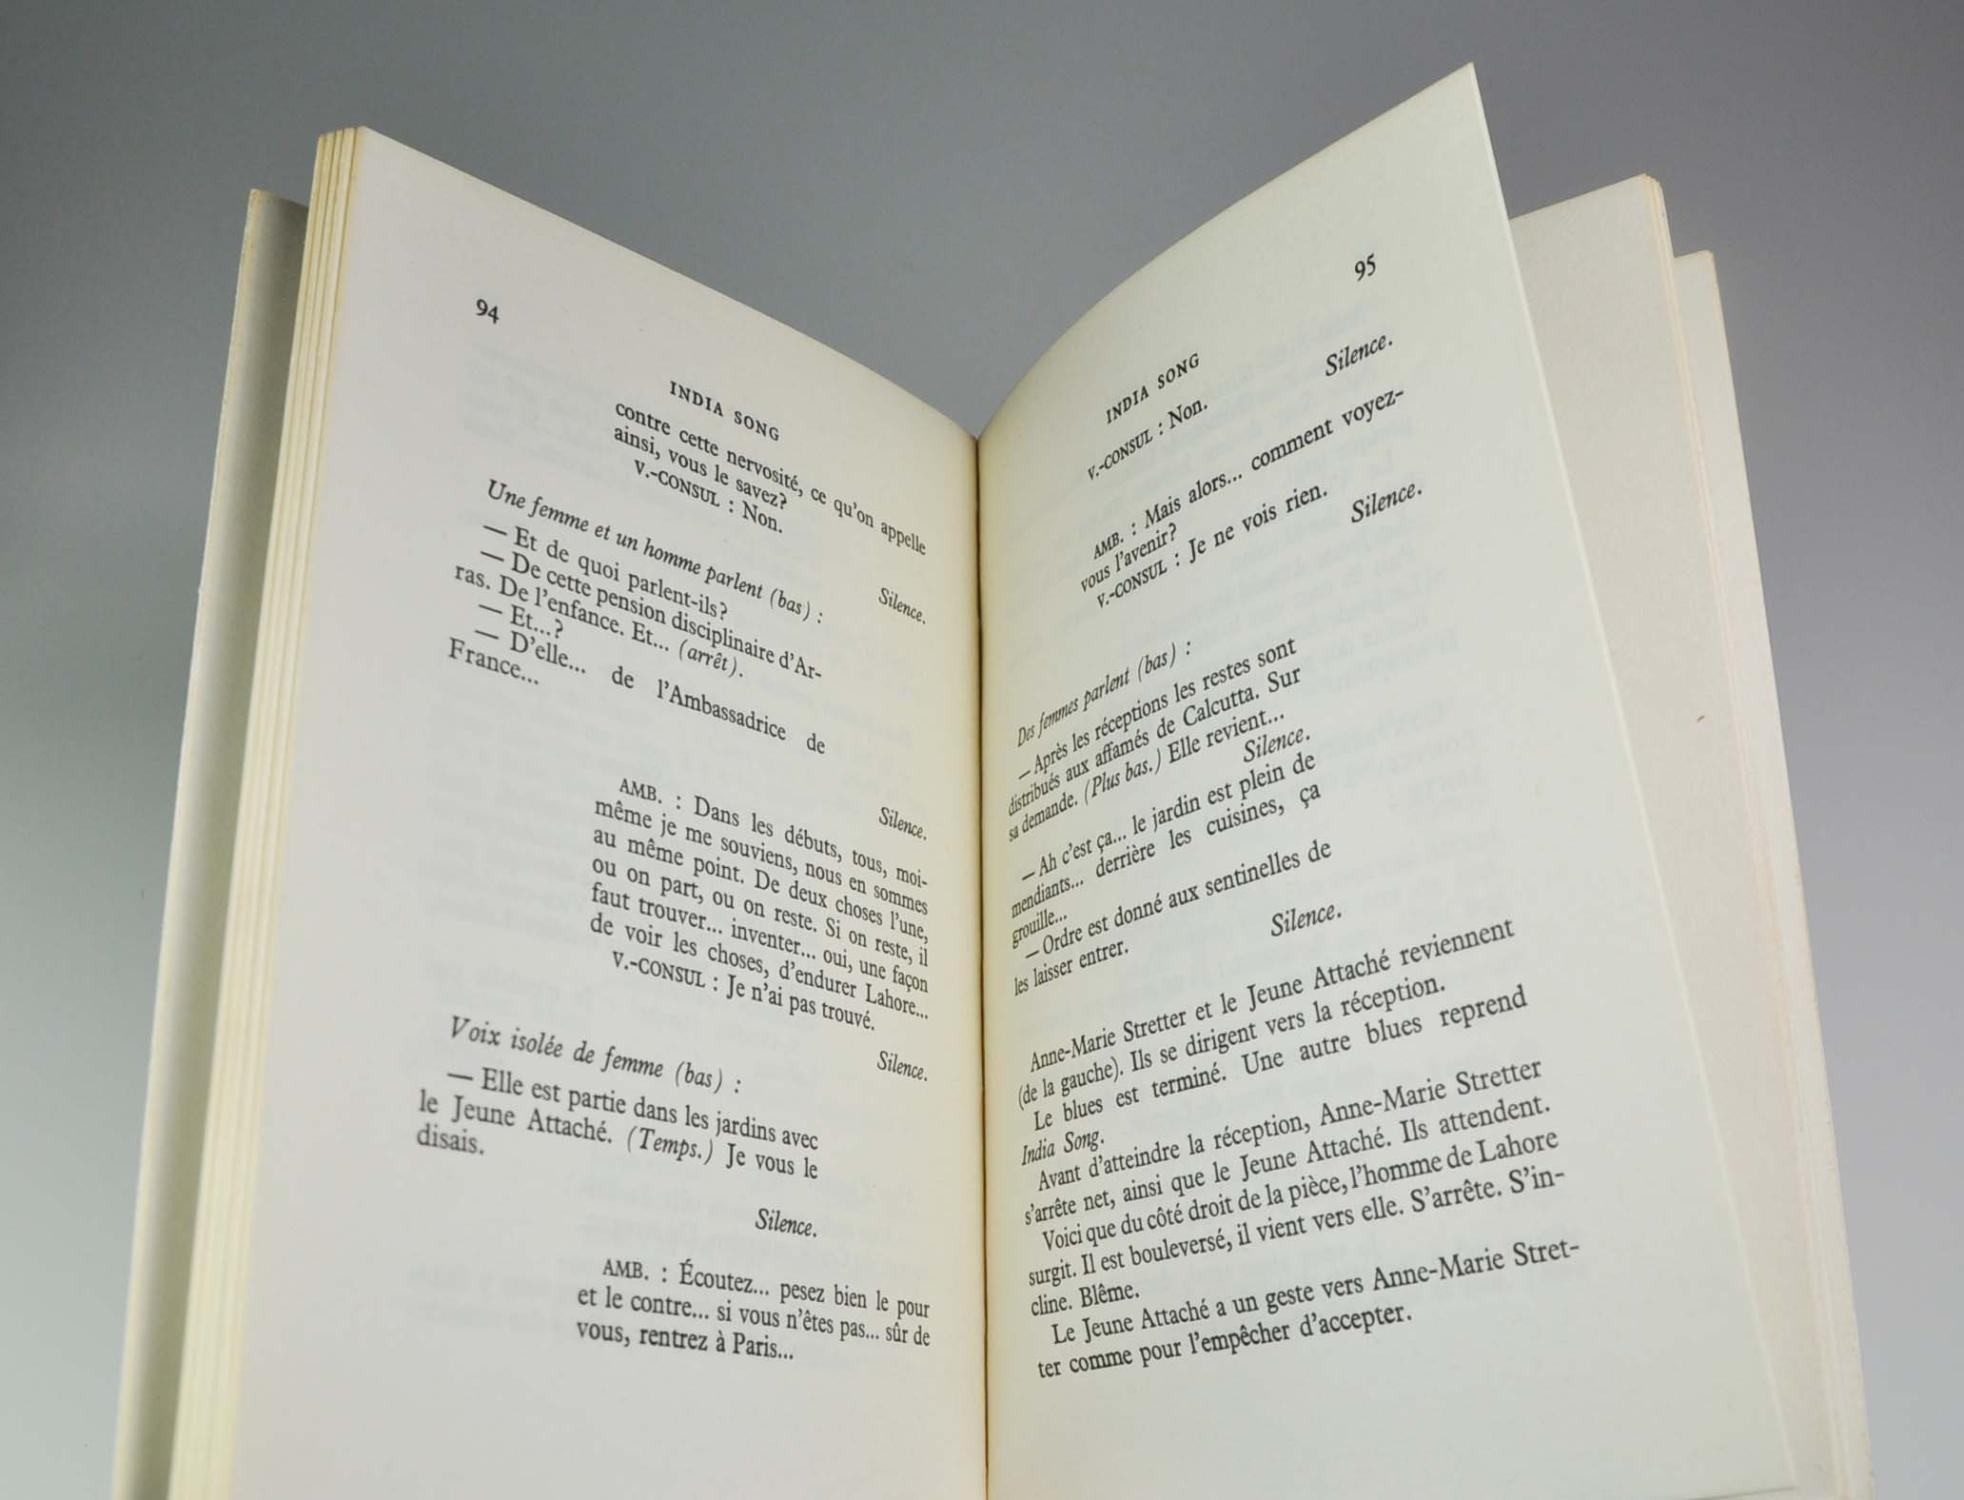 94
INDIA SONG
contre cette nervosité, ce qu'on appelle
ainsi, vous le savez?
V.-CONSUL : Non.
Silence.
Une femme et un homme parlent (bas) :
— Et de quoi parlent-ils?
— De cette pension disciplinaire d'Ar-
ras. De l'enfance. Et... (arrêt).
— Et...?
— D'elle... de l'Ambassadrice de
France...
Silence.
AMB. : Dans les débuts, tous, moi-
même je me souviens, nous en sommes
au même point. De deux choses l'une,
ou on part, ou on reste. Si on reste, il
faut trouver... inventer... oui, une façon
de voir les choses, d'endurer Lahore...
V.-CONSUL : Je n'ai pas trouvé.
Silence.
Voix isolée de femme (bas) :
— Elle est partie dans les jardins avec
le Jeune Attaché. (Temps.) Je vous le
disais.
Silence.
AMB. : Écoutez... pesez bien le pour
et le contre... si vous n'êtes pas... sûr de
vous, rentrez à Paris...
95
INDIA SONG
V.-CONSUL : Non.
Silence.
AMB. : Mais alors... comment voyez-
vous l'avenir?
V.-CONSUL : Je ne vois rien.
Silence.
Des femmes parlent (bas) :
— Après les réceptions les restes sont
distribués aux affamés de Calcutta. Sur
sa demande. (Plus bas.) Elle revient...
Silence.
— Ah c'est ça... le jardin est plein de
mendiants... derrière les cuisines, ça
grouille...
— Ordre est donné aux sentinelles de
les laisser entrer.
Silence.
Anne-Marie Stretter et le Jeune Attaché reviennent
(de la gauche). Ils se dirigent vers la réception.
Le blues est terminé. Une autre blues reprend
India Song.
Avant d'atteindre la réception, Anne-Marie Stretter
s'arrête net, ainsi que le Jeune Attaché. Ils attendent.
Voici que du côté droit de la pièce, l'homme de Lahore
surgit. Il est bouleversé, il vient vers elle. S'arrête. S'in-
cline. Blême.
Le Jeune Attaché a un geste vers Anne-Marie Stret-
ter comme pour l'empêcher d'accepter.